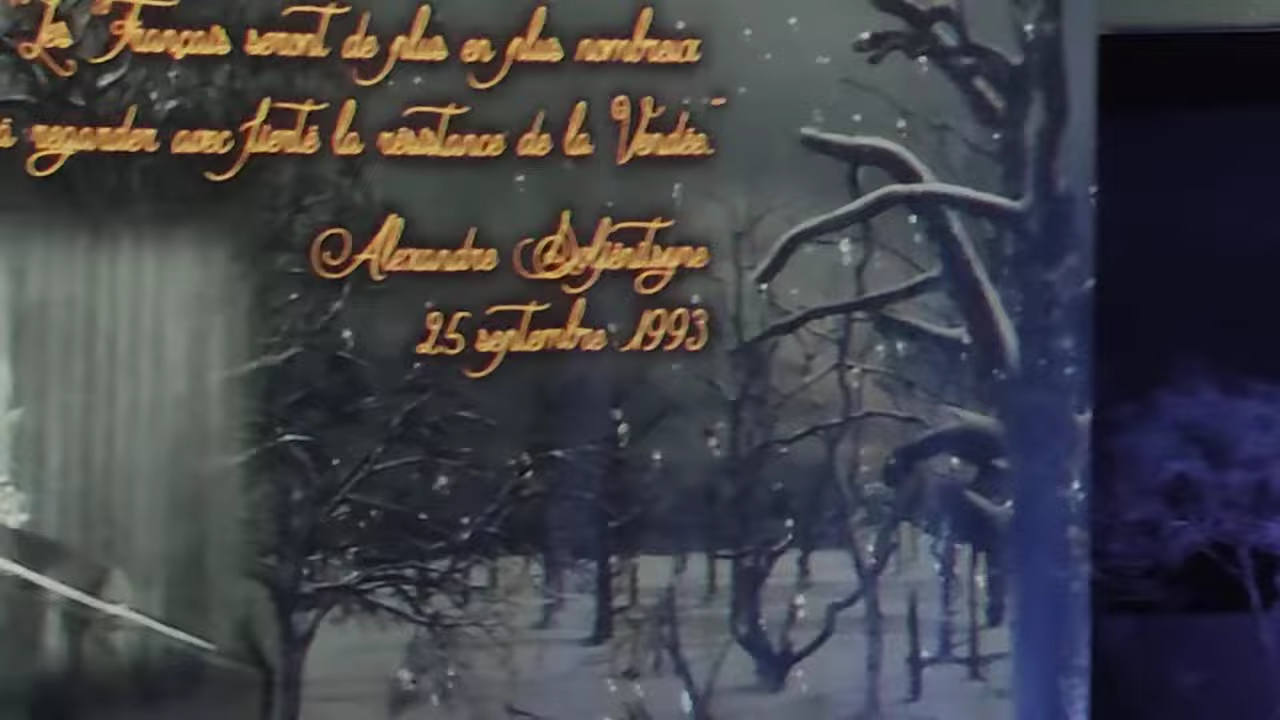 "Les Français seront de plus en plus nombreux
à regarder avec fierté la résistance de la Vendée."
Alexandre Soljénitsyne
25 septembre 1993